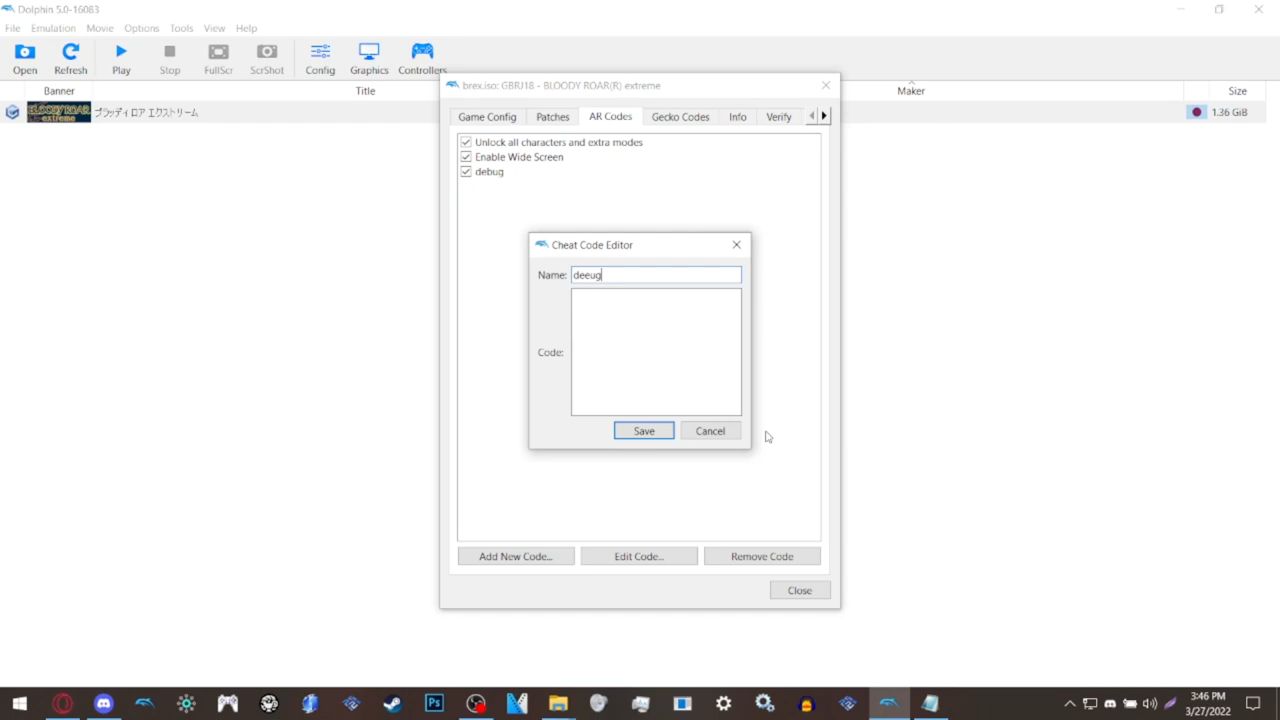 Dolphin 5.0-16083
File Emulation Movie Options Tools View Help
Open Refresh Play Stop FullScr ScrShot Config Graphics Controllers
Banner Title Maker Size
BLOODY ROAR extreme ブラッディロア エクストリーム 1.36 GiB
brex.iso: GBRJ18 - BLOODY ROAR(R) extreme
Game Config Patches AR Codes Gecko Codes Info Verify
Unlock all characters and extra modes
Enable Wide Screen
debug
Cheat Code Editor
Name: deeug
Code:
Save Cancel
Add New Code... Edit Code... Remove Code
Close
Ps
3:46 PM
3/27/2022